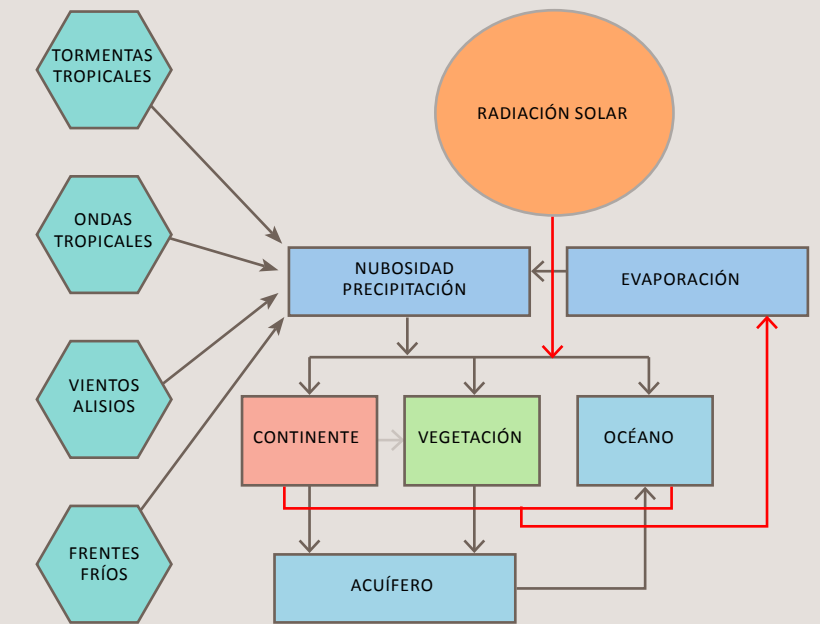 TORMENTAS
TROPICALES
RADIACIÓN SOLAR
ONDAS
TROPICALES
NUBOSIDAD
PRECIPITACIÓN
EVAPORACIÓN
VIENTOS
ALISIOS
CONTINENTE
VEGETACIÓN
OCÉANO
FRENTES
FRÍOS
ACUÍFERO